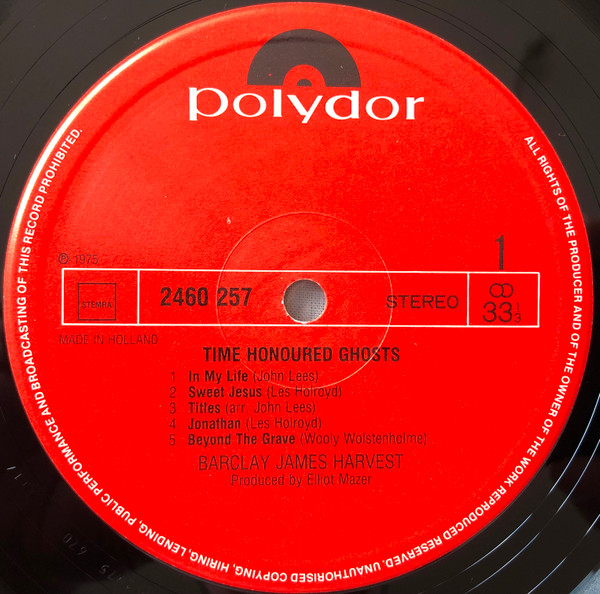 polydor
ALL RIGHTS OF THE PRODUCER AND OF THE OWNER OF THE WORK REPRODUCED RESERVED. UNAUTHORISED COPYING, HIRING, LENDING, PUBLIC PERFORMANCE AND BROADCASTING OF THIS RECORD PROHIBITED.
1
℗ 1975
STEMRA
2460 257
STEREO
33 1/3
MADE IN HOLLAND
TIME HONOURED GHOSTS
1 In My Life (John Lees)
2 Sweet Jesus (Les Holroyd)
3 Titles (arr. John Lees)
4 Jonathan (Les Holroyd)
5 Beyond The Grave (Wooly Wolstenholme)
BARCLAY JAMES HARVEST
Produced by Elliot Mazer